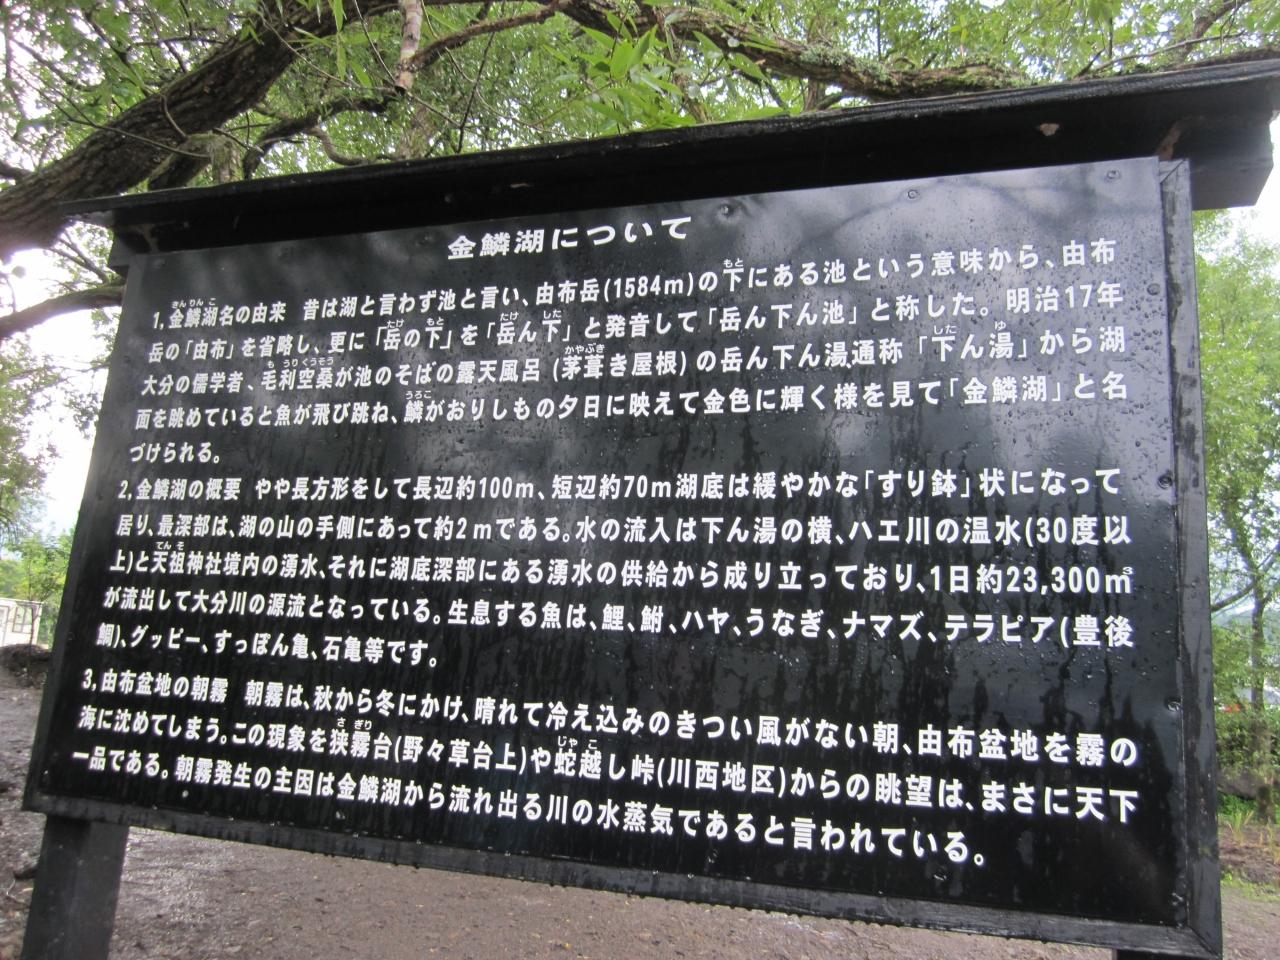 金鱗湖について
1,金鱗湖名の由来 昔は湖と言わず池と言い、由布岳(1584m)の下にある池という意味から、由布
岳の「由布」を省略し、更に「岳の下」を「岳ん下」と発音して「岳ん下ん池」と称した。明治17年
大分の儒学者、毛利空桑が池のそばの露天風呂(茅葺き屋根)の岳ん下ん湯通称「下ん湯」から湖
面を眺めていると魚が飛び跳ね、鱗がおりしもの夕日に映えて金色に輝く様を見て「金鱗湖」と名
づけられる。
2,金鱗湖の概要 やや長方形をして長辺約100m、短辺約70m湖底は緩やかな「すり鉢」状になって
居り、最深部は、湖の山の手側にあって約2mである。水の流入は下ん湯の横、ハエ川の温水(30度以
上)と天祖神社境内の湧水、それに湖底深部にある湧水の供給から成り立っており、1日約23,300㎥
が流出して大分川の源流となっている。生息する魚は、鯉、鮒、ハヤ、うなぎ、ナマズ、テラピア(豊後
鯛)、グッピー、すっぽん亀、石亀等です。
3,由布盆地の朝霧 朝霧は、秋から冬にかけ、晴れて冷え込みのきつい風がない朝、由布盆地を霧の
海に沈めてしまう。この現象を狭霧台(野々草台上)や蛇越し峠(川西地区)からの眺望は、まさに天下
一品である。朝霧発生の主因は金鱗湖から流れ出る川の水蒸気であると言われている。